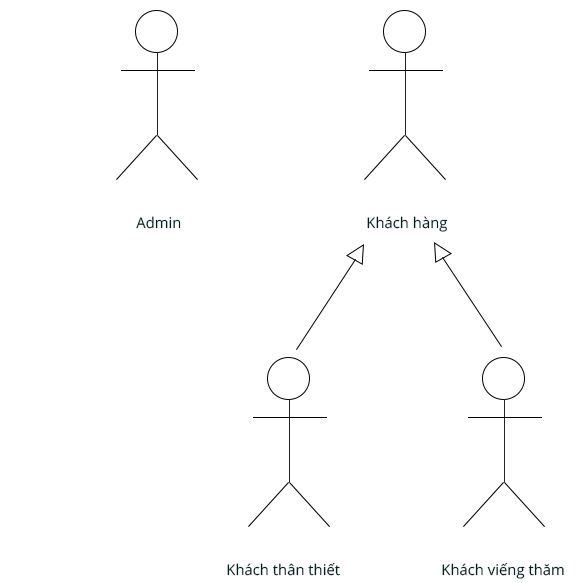 Admin
Khách hàng
Khách thân thiết
Khách viếng thăm